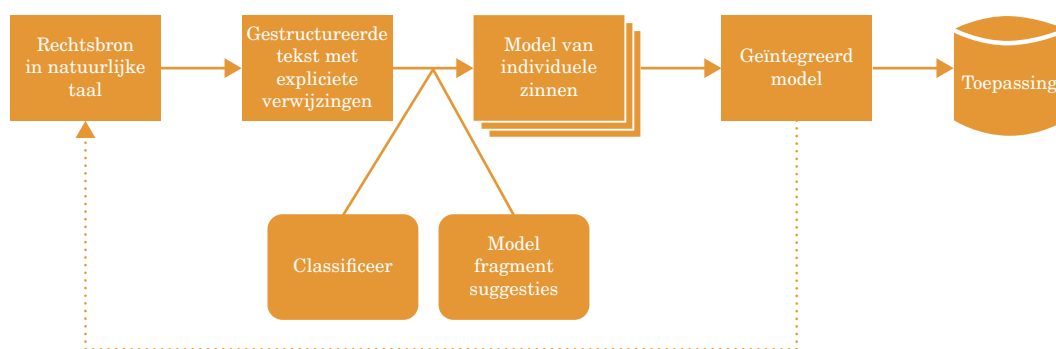 Rechtsbron
in natuurlijke
taal
Gestructureerde
tekst met
expliciete
verwijzingen
Model van
individuele
zinnen
Geïntegreerd
model
Toepassing
Classificeer
Model
fragment
suggesties